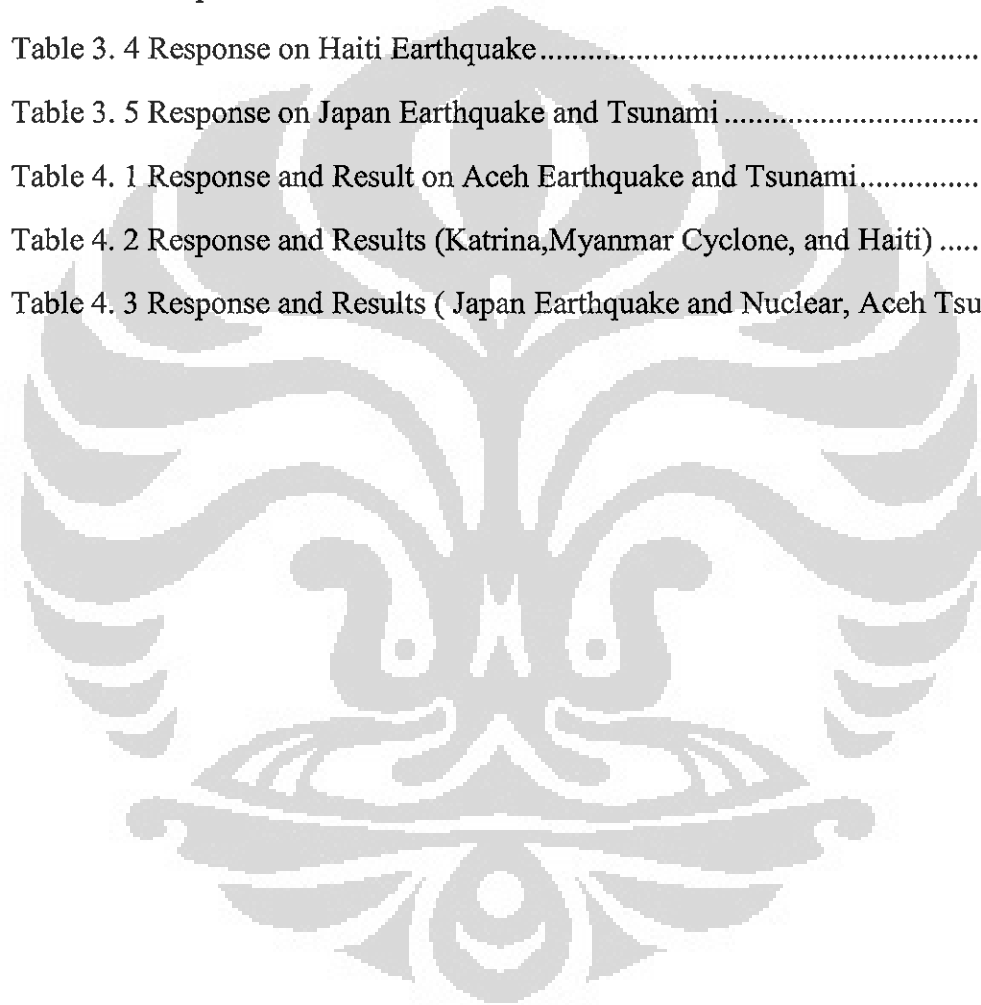 Table 3. 4 Response on Haiti Earthquake.......................................................
Table 3. 5 Response on Japan Earthquake and Tsunami................................
Table 4. 1 Response and Result on Aceh Earthquake and Tsunami...............
Table 4. 2 Response and Results (Katrina,Myanmar Cyclone, and Haiti) .....
Table 4. 3 Response and Results ( Japan Earthquake and Nuclear, Aceh Tsu